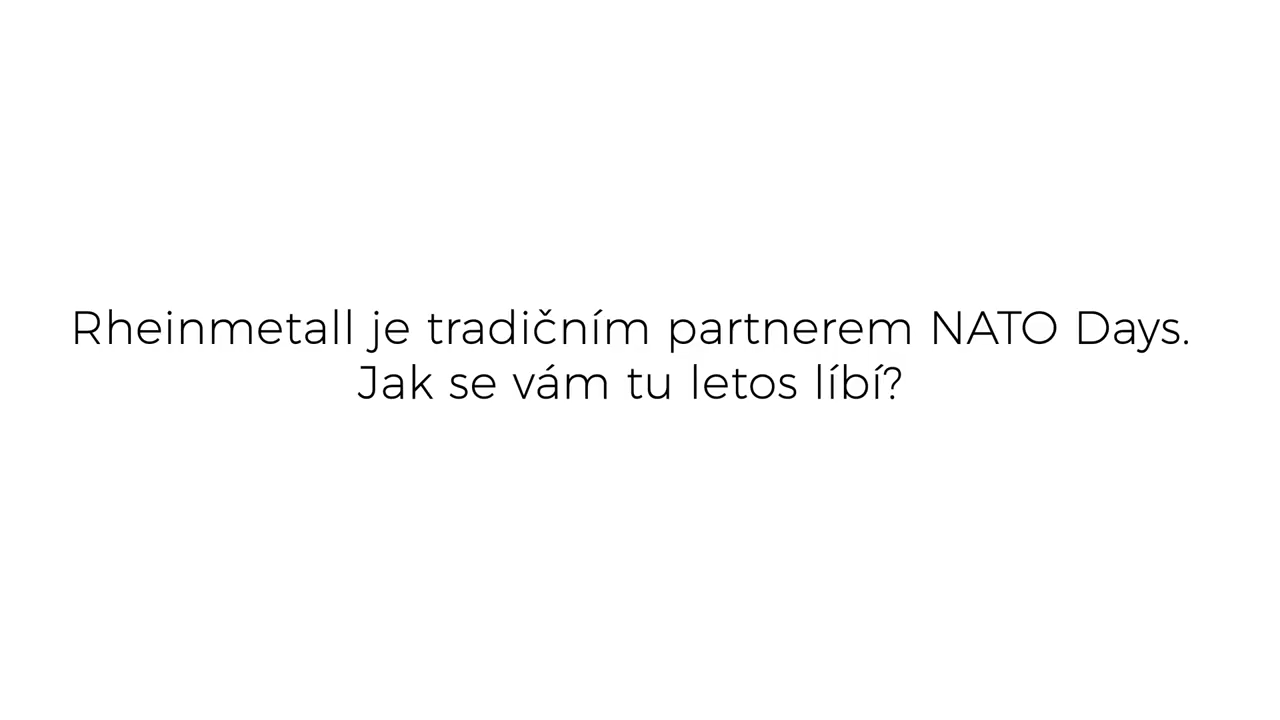 Rheinmetall je tradičním partnerem NATO Days.
Jak se vám tu letos líbí?